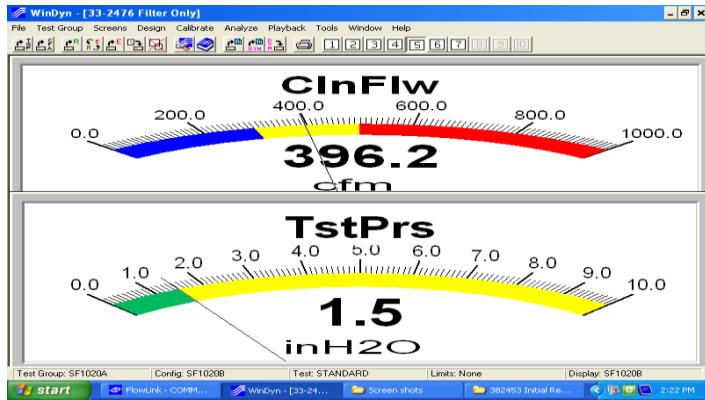 WinDyn - [33-2476 Filter Only]
File Test Group Screens Design Calibrate Analyze Playback Tools Window Help
1 2 3 4 5 6 7 8 9 10
ClnFlw
0.0 200.0 400.0 600.0 800.0 1000.0
396.2
cfm
TstPrs
0.0 1.0 2.0 3.0 4.0 5.0 6.0 7.0 8.0 9.0 10.0
1.5
inH2O
Test Group: SF1020A Config: SF1020B Test: STANDARD Limits: None Display: SF1020B
start FlowLink - COMM... WinDyn - [33-24... Screen shots 382453 Initial Re... 2:22 PM